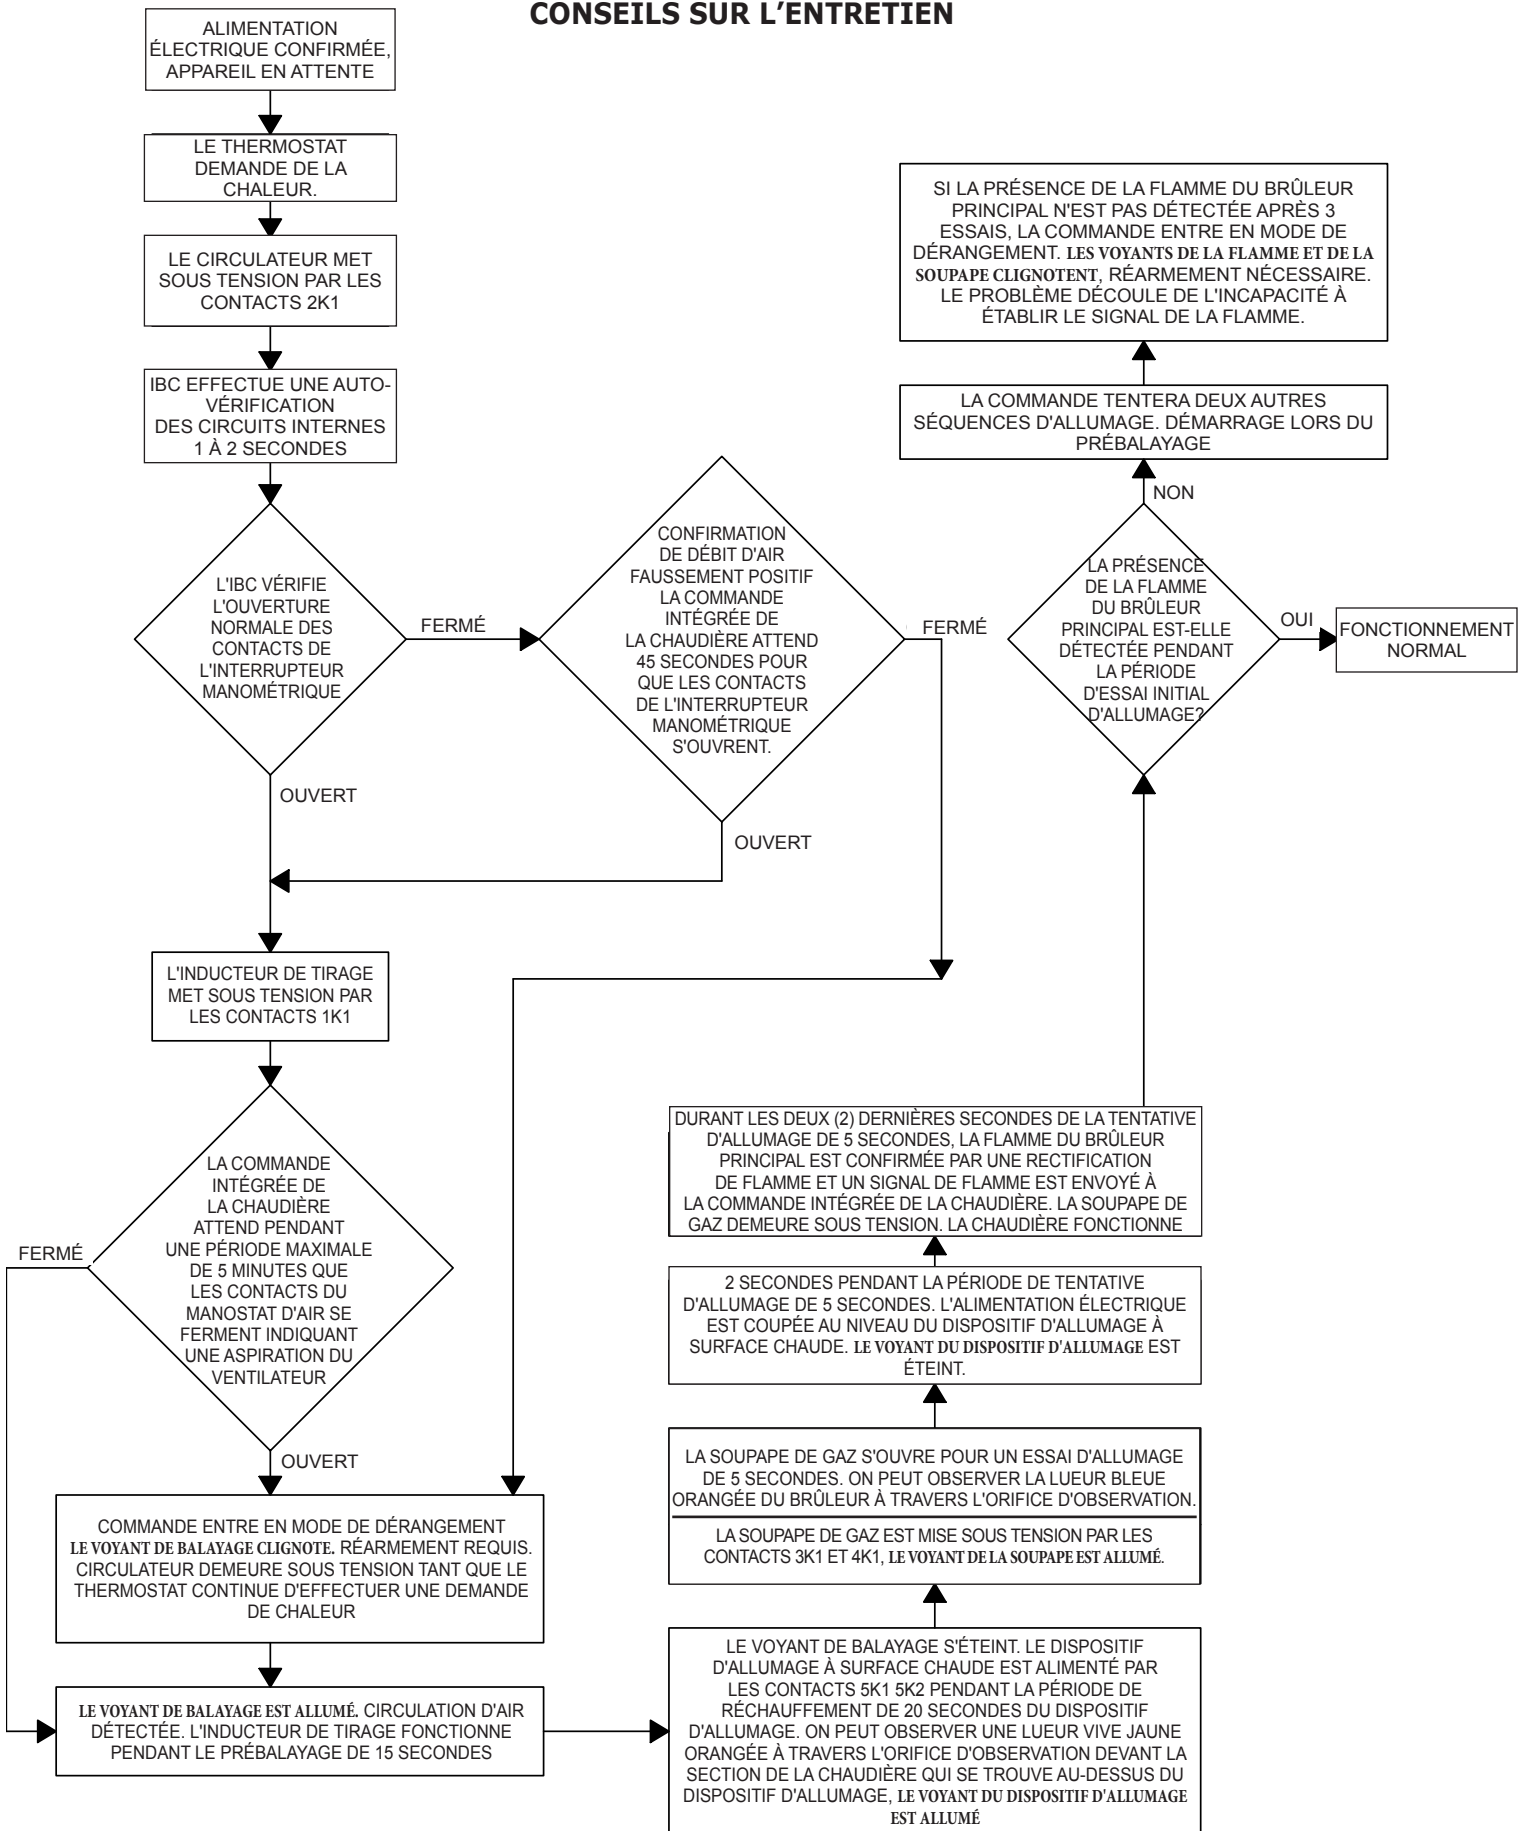 CONSEILS SUR L'ENTRETIEN
ALIMENTATION
ÉLECTRIQUE CONFIRMÉE,
APPAREIL EN ATTENTE
LE THERMOSTAT
DEMANDE DE LA
CHALEUR.
LE CIRCULATEUR MET
SOUS TENSION PAR LES
CONTACTS 2K1
IBC EFFECTUE UNE AUTO-
VÉRIFICATION
DES CIRCUITS INTERNES
1 À 2 SECONDES
L'IBC VÉRIFIE
L'OUVERTURE
NORMALE DES
CONTACTS DE
L'INTERRUPTEUR
MANOMÉTRIQUE
FERMÉ
OUVERT
CONFIRMATION
DE DÉBIT D'AIR
FAUSSEMENT POSITIF
LA COMMANDE
INTÉGRÉE DE
LA CHAUDIÈRE ATTEND
45 SECONDES POUR
QUE LES CONTACTS
DE L'INTERRUPTEUR
MANOMÉTRIQUE
S'OUVRENT.
FERMÉ
OUVERT
L'INDUCTEUR DE TIRAGE
MET SOUS TENSION PAR
LES CONTACTS 1K1
LA COMMANDE
INTÉGRÉE DE
LA CHAUDIÈRE
ATTEND PENDANT
UNE PÉRIODE MAXIMALE
DE 5 MINUTES QUE
LES CONTACTS DU
MANOSTAT D'AIR SE
FERMENT INDIQUANT
UNE ASPIRATION DU
VENTILATEUR
FERMÉ
OUVERT
COMMANDE ENTRE EN MODE DE DÉRANGEMENT
LE VOYANT DE BALAYAGE CLIGNOTE. RÉARMEMENT REQUIS.
CIRCULATEUR DEMEURE SOUS TENSION TANT QUE LE
THERMOSTAT CONTINUE D'EFFECTUER UNE DEMANDE
DE CHALEUR
LE VOYANT DE BALAYAGE EST ALLUMÉ. CIRCULATION D'AIR
DÉTECTÉE. L'INDUCTEUR DE TIRAGE FONCTIONNE
PENDANT LE PRÉBALAYAGE DE 15 SECONDES
LE VOYANT DE BALAYAGE S'ÉTEINT. LE DISPOSITIF
D'ALLUMAGE À SURFACE CHAUDE EST ALIMENTÉ PAR
LES CONTACTS 5K1 5K2 PENDANT LA PÉRIODE DE
RÉCHAUFFEMENT DE 20 SECONDES DU DISPOSITIF
D'ALLUMAGE. ON PEUT OBSERVER UNE LUEUR VIVE JAUNE
ORANGÉE À TRAVERS L'ORIFICE D'OBSERVATION DEVANT LA
SECTION DE LA CHAUDIÈRE QUI SE TROUVE AU-DESSUS DU
DISPOSITIF D'ALLUMAGE, LE VOYANT DU DISPOSITIF D'ALLUMAGE
EST ALLUMÉ
LA SOUPAPE DE GAZ S'OUVRE POUR UN ESSAI D'ALLUMAGE
DE 5 SECONDES. ON PEUT OBSERVER LA LUEUR BLEUE
ORANGÉE DU BRÛLEUR À TRAVERS L'ORIFICE D'OBSERVATION.
LA SOUPAPE DE GAZ EST MISE SOUS TENSION PAR LES
CONTACTS 3K1 ET 4K1, LE VOYANT DE LA SOUPAPE EST ALLUMÉ.
2 SECONDES PENDANT LA PÉRIODE DE TENTATIVE
D'ALLUMAGE DE 5 SECONDES. L'ALIMENTATION ÉLECTRIQUE
EST COUPÉE AU NIVEAU DU DISPOSITIF D'ALLUMAGE À
SURFACE CHAUDE. LE VOYANT DU DISPOSITIF D'ALLUMAGE EST
ÉTEINT.
DURANT LES DEUX (2) DERNIÈRES SECONDES DE LA TENTATIVE
D'ALLUMAGE DE 5 SECONDES, LA FLAMME DU BRÛLEUR
PRINCIPAL EST CONFIRMÉE PAR UNE RECTIFICATION
DE FLAMME ET UN SIGNAL DE FLAMME EST ENVOYÉ À
LA COMMANDE INTÉGRÉE DE LA CHAUDIÈRE. LA SOUPAPE DE
GAZ DEMEURE SOUS TENSION. LA CHAUDIÈRE FONCTIONNE
LA PRÉSENCE
DE LA FLAMME
DU BRÛLEUR
PRINCIPAL EST-ELLE
DÉTECTÉE PENDANT
LA PÉRIODE
D'ESSAI INITIAL
D'ALLUMAGE?
OUI
FONCTIONNEMENT
NORMAL
NON
LA COMMANDE TENTERA DEUX AUTRES
SÉQUENCES D'ALLUMAGE. DÉMARRAGE LORS DU
PRÉBALAYAGE
SI LA PRÉSENCE DE LA FLAMME DU BRÛLEUR
PRINCIPAL N'EST PAS DÉTECTÉE APRÈS 3
ESSAIS, LA COMMANDE ENTRE EN MODE DE
DÉRANGEMENT. LES VOYANTS DE LA FLAMME ET DE LA
SOUPAPE CLIGNOTENT, RÉARMEMENT NÉCESSAIRE.
LE PROBLÈME DÉCOULE DE L'INCAPACITÉ À
ÉTABLIR LE SIGNAL DE LA FLAMME.